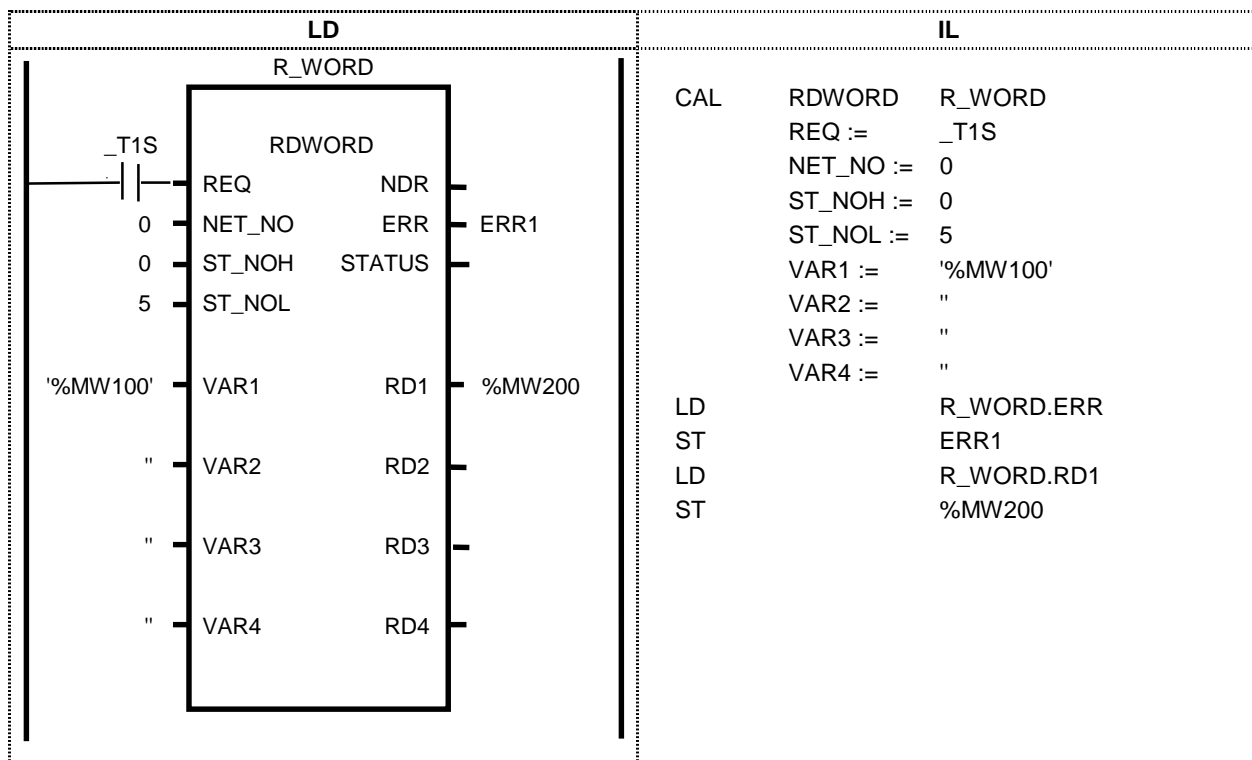 LD
IL
R_WORD
_T1S
RDWORD
REQ NDR
0 NET_NO ERR ERR1
0 ST_NOH STATUS
5 ST_NOL
'%MW100' VAR1 RD1 %MW200
'' VAR2 RD2
'' VAR3 RD3
'' VAR4 RD4
CAL RDWORD R_WORD
REQ := _T1S
NET_NO := 0
ST_NOH := 0
ST_NOL := 5
VAR1 := '%MW100'
VAR2 := ''
VAR3 := ''
VAR4 := ''
LD R_WORD.ERR
ST ERR1
LD R_WORD.RD1
ST %MW200